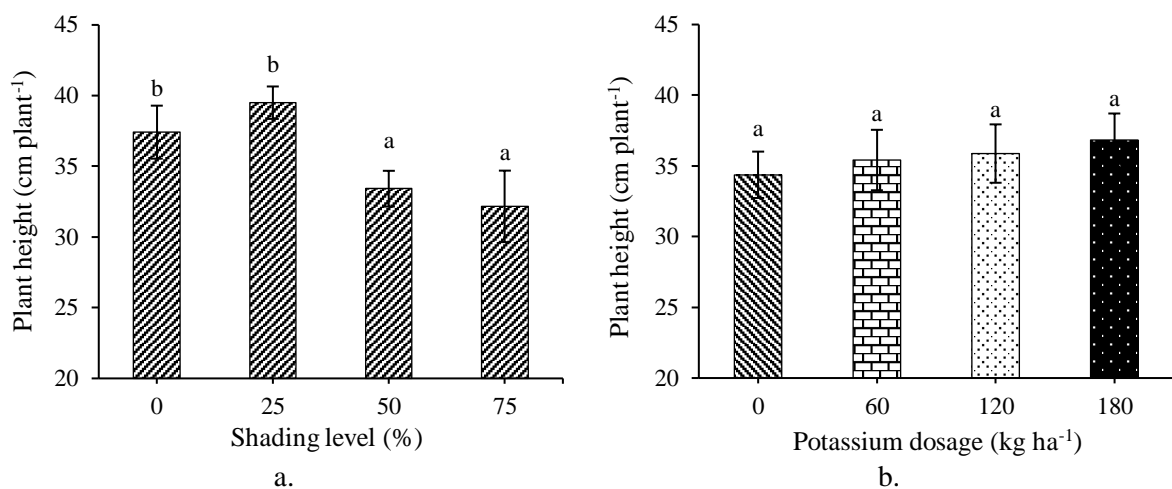 Plant height (cm plant⁻¹)
45
40
35
30
25
20
b
b
a
a
0 25 50 75
Shading level (%)
a.
Plant height (cm plant⁻¹)
45
40
35
30
25
20
a
a
a
a
0 60 120 180
Potassium dosage (kg ha⁻¹)
b.